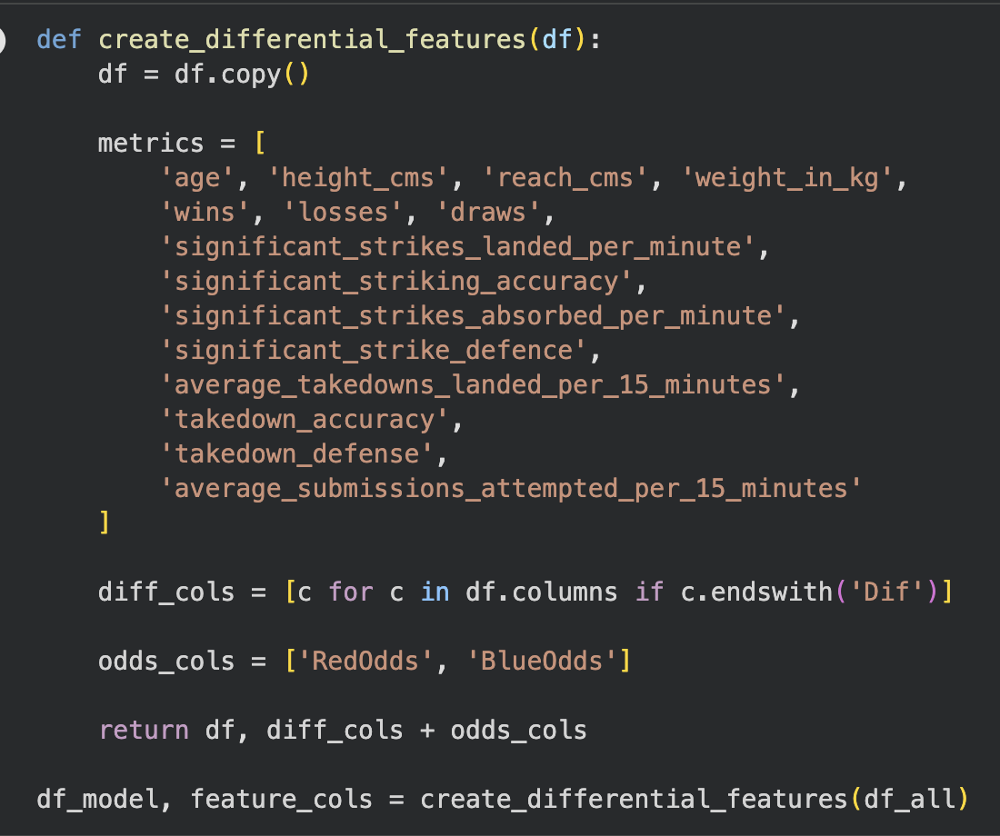 def create_differential_features(df):
    df = df.copy()

    metrics = [
        'age', 'height_cms', 'reach_cms', 'weight_in_kg',
        'wins', 'losses', 'draws',
        'significant_strikes_landed_per_minute',
        'significant_striking_accuracy',
        'significant_strikes_absorbed_per_minute',
        'significant_strike_defence',
        'average_takedowns_landed_per_15_minutes',
        'takedown_accuracy',
        'takedown_defense',
        'average_submissions_attempted_per_15_minutes'
    ]

    diff_cols = [c for c in df.columns if c.endswith('Dif')]

    odds_cols = ['RedOdds', 'BlueOdds']

    return df, diff_cols + odds_cols

df_model, feature_cols = create_differential_features(df_all)